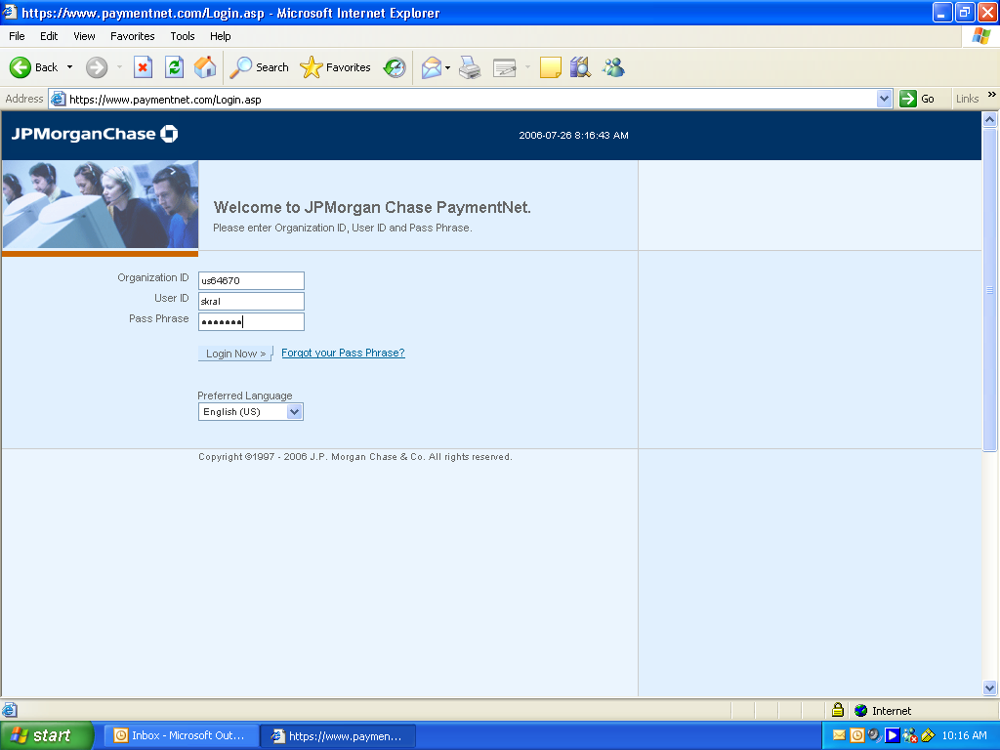 https://www.paymentnet.com/Login.asp - Microsoft Internet Explorer
File Edit View Favorites Tools Help
Back Search Favorites
Address https://www.paymentnet.com/Login.asp Go Links »
JPMorganChase 2006-07-26 8:16:43 AM
Welcome to JPMorgan Chase PaymentNet.
Please enter Organization ID, User ID and Pass Phrase.
Organization ID us64670
User ID skral
Pass Phrase •••••••
Login Now > Forgot your Pass Phrase?
Preferred Language
English (US)
Copyright ©1997 - 2006 J.P. Morgan Chase & Co. All rights reserved.
Internet
start Inbox - Microsoft Out... https://www.paymen... 10:16 AM